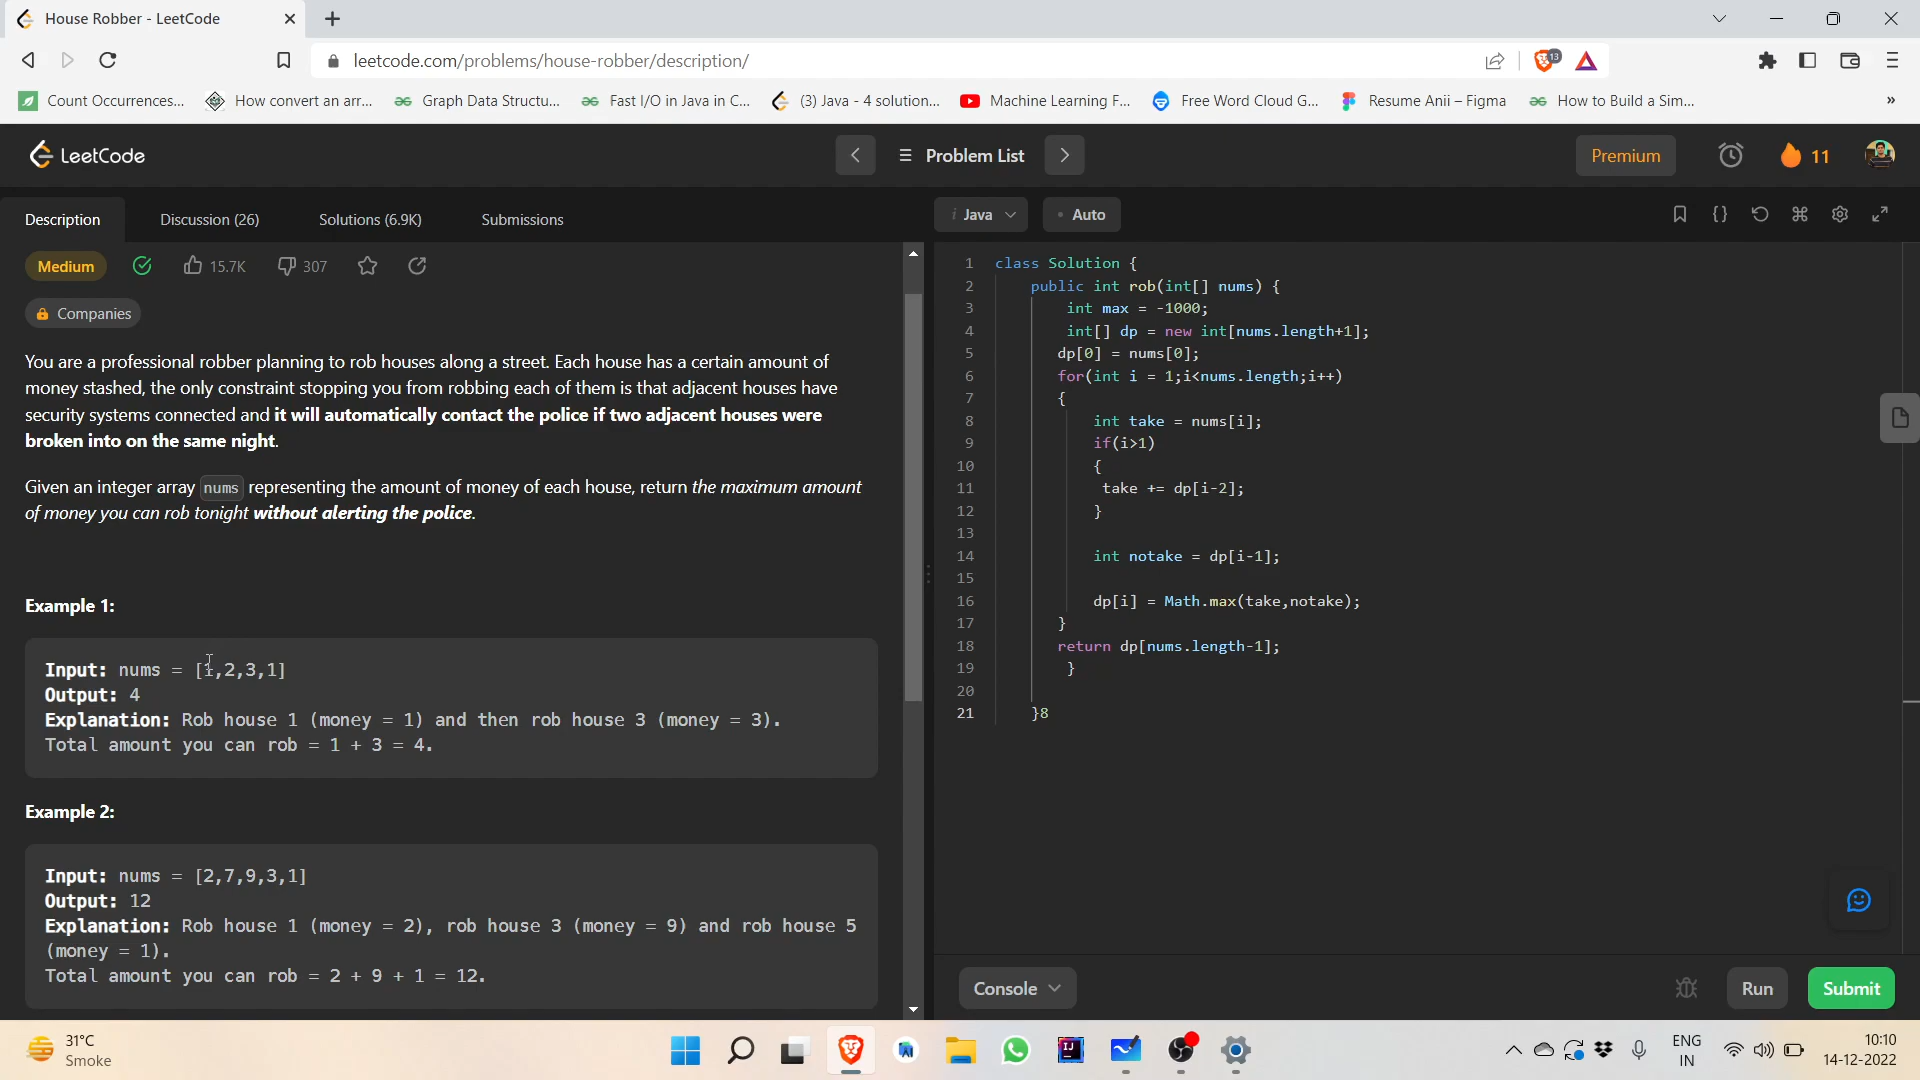 House Robber - LeetCode
leetcode.com/problems/house-robber/description/
13
Count Occurrences...
How convert an arr...
Graph Data Structu...
Fast I/O in Java in C...
(3) Java - 4 solution...
Machine Learning F...
Free Word Cloud G...
Resume Anii – Figma
How to Build a Sim...
»
LeetCode
Problem List
Premium
11
Description
Discussion (26)
Solutions (6.9K)
Submissions
Medium
15.7K
307
Companies
You are a professional robber planning to rob houses along a street. Each house has a certain amount of
money stashed, the only constraint stopping you from robbing each of them is that adjacent houses have
security systems connected and it will automatically contact the police if two adjacent houses were
broken into on the same night.
Given an integer array nums representing the amount of money of each house, return the maximum amount
of money you can rob tonight without alerting the police.
Example 1:
Input: nums = [1,2,3,1]
Output: 4
Explanation: Rob house 1 (money = 1) and then rob house 3 (money = 3).
Total amount you can rob = 1 + 3 = 4.
Example 2:
Input: nums = [2,7,9,3,1]
Output: 12
Explanation: Rob house 1 (money = 2), rob house 3 (money = 9) and rob house 5
(money = 1).
Total amount you can rob = 2 + 9 + 1 = 12.
i Java
• Auto
{}
1 class Solution {
2 public int rob(int[] nums) {
3 int max = -1000;
4 int[] dp = new int[nums.length+1];
5 dp[0] = nums[0];
6 for(int i = 1;i<nums.length;i++)
7 {
8 int take = nums[i];
9 if(i>1)
10 {
11 take += dp[i-2];
12 }
13
14 int notake = dp[i-1];
15
16 dp[i] = Math.max(take,notake);
17 }
18 return dp[nums.length-1];
19 }
20
21 }8
Console
Run
Submit
31°C
Smoke
IJ
ENG
IN
10:10
14-12-2022